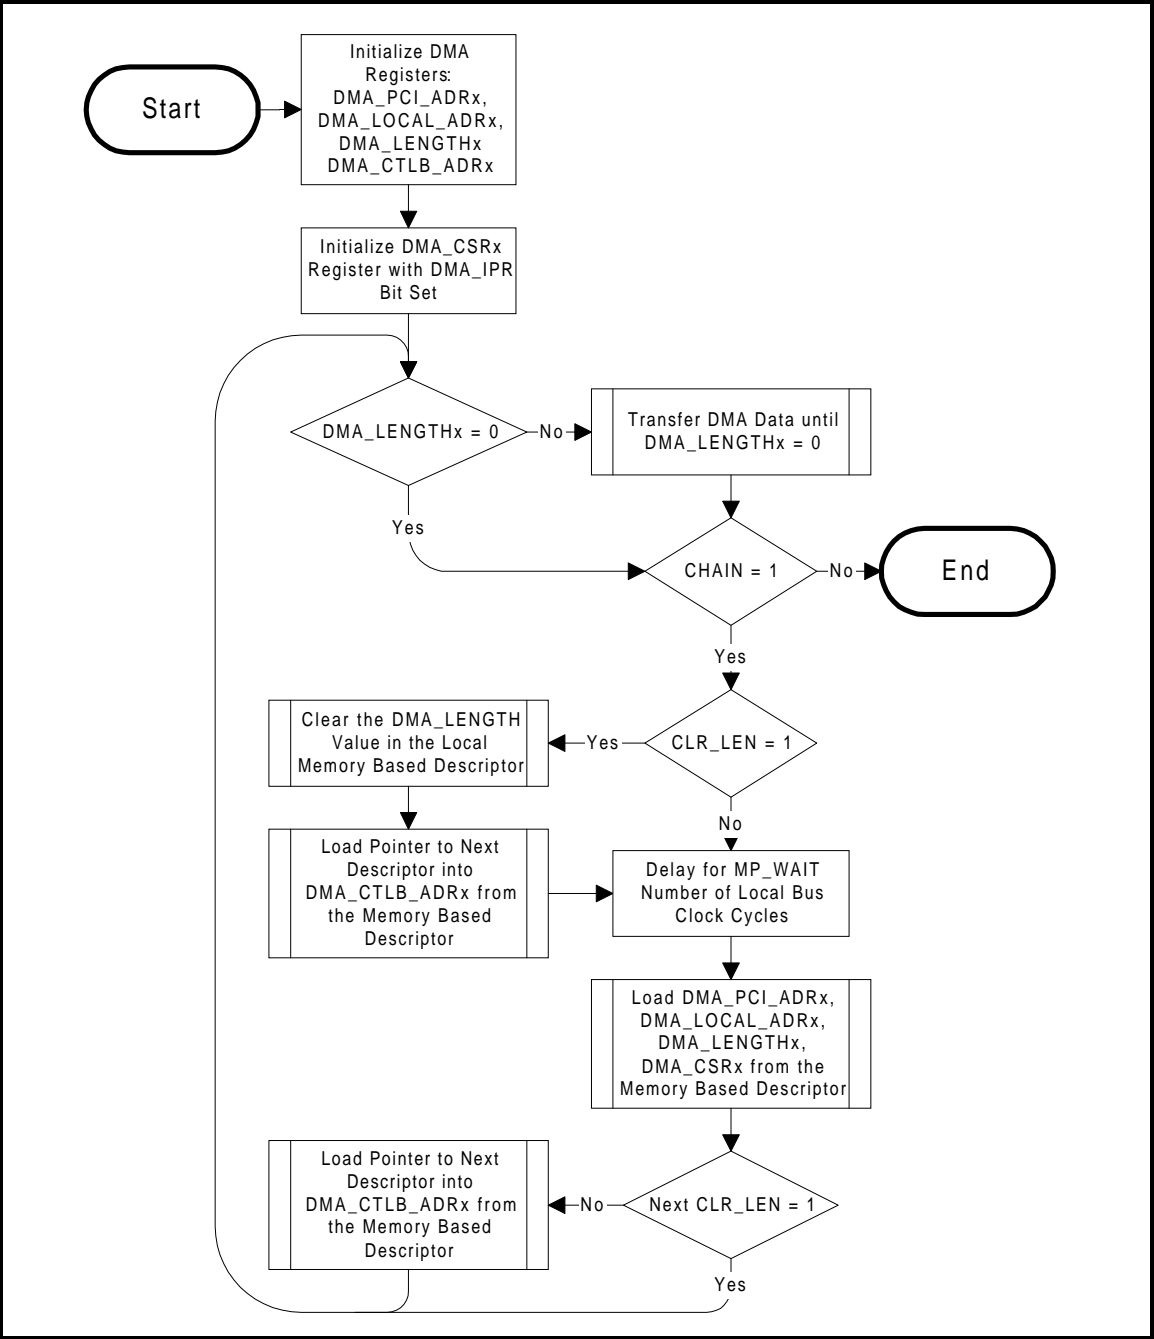 Start
Initialize DMA
Registers:
DMA_PCI_ADRx,
DMA_LOCAL_ADRx,
DMA_LENGTHx
DMA_CTLB_ADRx
Initialize DMA_CSRx
Register with DMA_IPR
Bit Set
DMA_LENGTHx = 0
No
Transfer DMA Data until
DMA_LENGTHx = 0
Yes
CHAIN = 1
No
End
Yes
CLR_LEN = 1
Yes
Clear the DMA_LENGTH
Value in the Local
Memory Based Descriptor
No
Load Pointer to Next
Descriptor into
DMA_CTLB_ADRx from
the Memory Based
Descriptor
Delay for MP_WAIT
Number of Local Bus
Clock Cycles
Load DMA_PCI_ADRx,
DMA_LOCAL_ADRx,
DMA_LENGTHx,
DMA_CSRx from the
Memory Based Descriptor
Next CLR_LEN = 1
No
Load Pointer to Next
Descriptor into
DMA_CTLB_ADRx from
the Memory Based
Descriptor
Yes